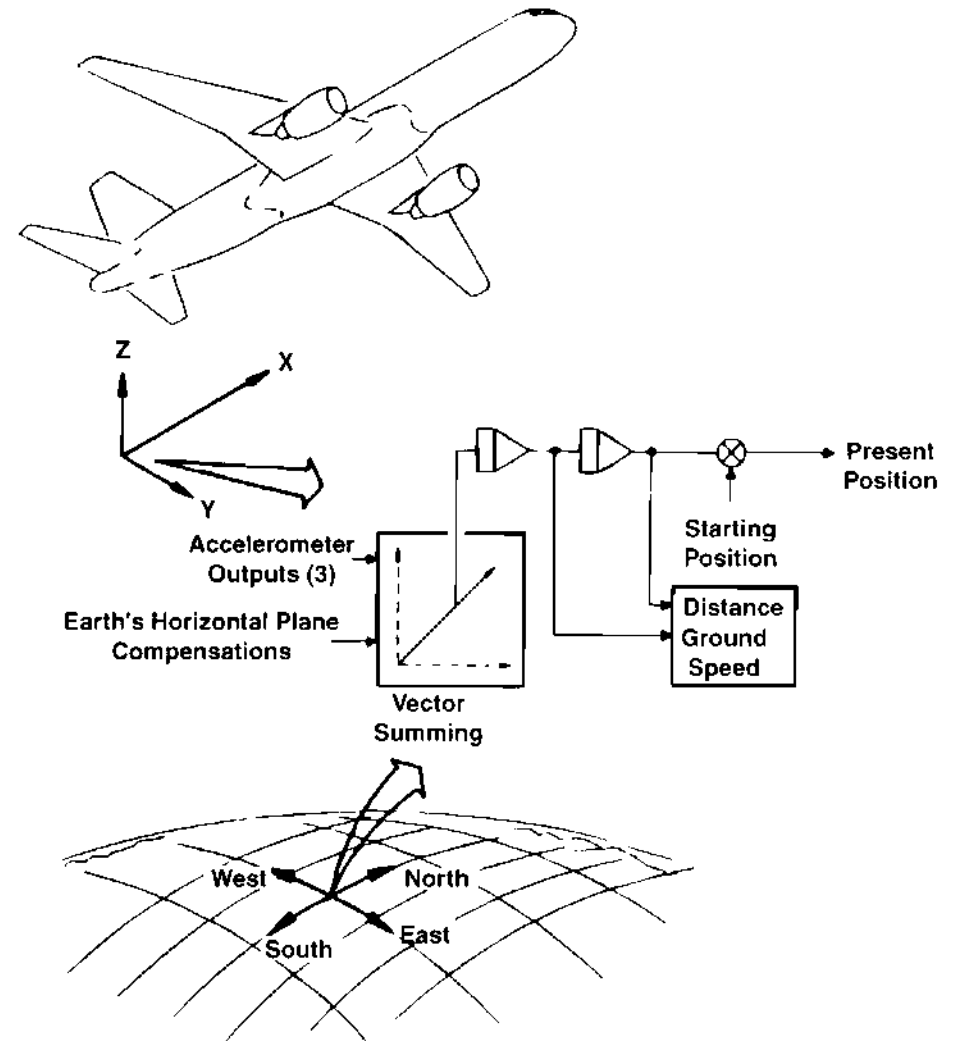 Z
X
Y
Present
Position
Starting
Position
Accelerometer
Outputs (3)
Earth's Horizontal Plane
Compensations
Distance
Ground
Speed
Vector
Summing
West
North
South
East